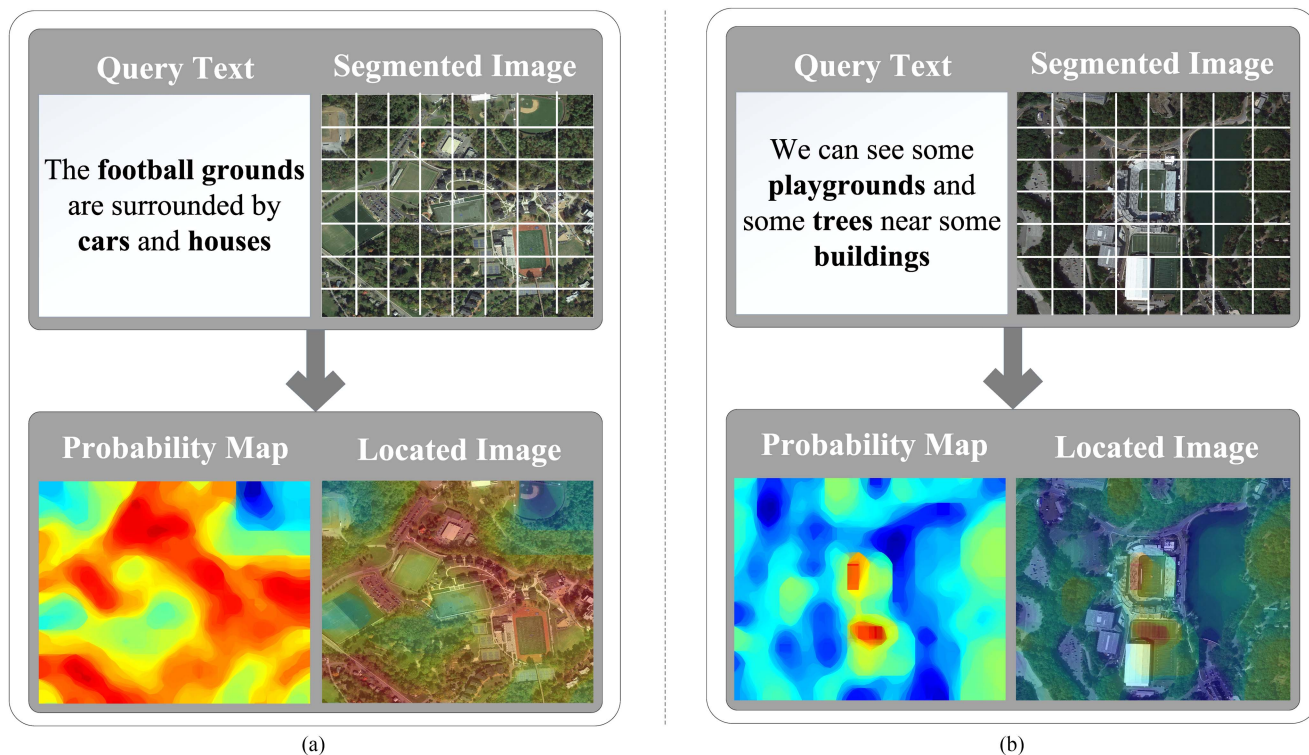 Query Text
Segmented Image
The football grounds
are surrounded by
cars and houses
Probability Map
Located Image
(a)
Query Text
Segmented Image
We can see some
playgrounds and
some trees near some
buildings
Probability Map
Located Image
(b)